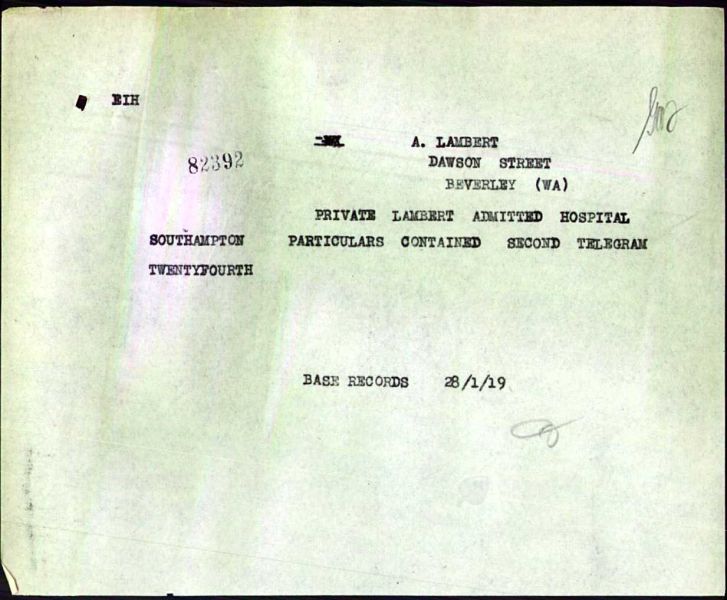 EIH
A. LAMBERT
82392
DAWSON STREET
BEVERLEY (WA)
PRIVATE LAMBERT ADMITTED HOSPITAL
SOUTHAMPTON PARTICULARS CONTAINED SECOND TELEGRAM
TWENTYFOURTH
BASE RECORDS 28/1/19